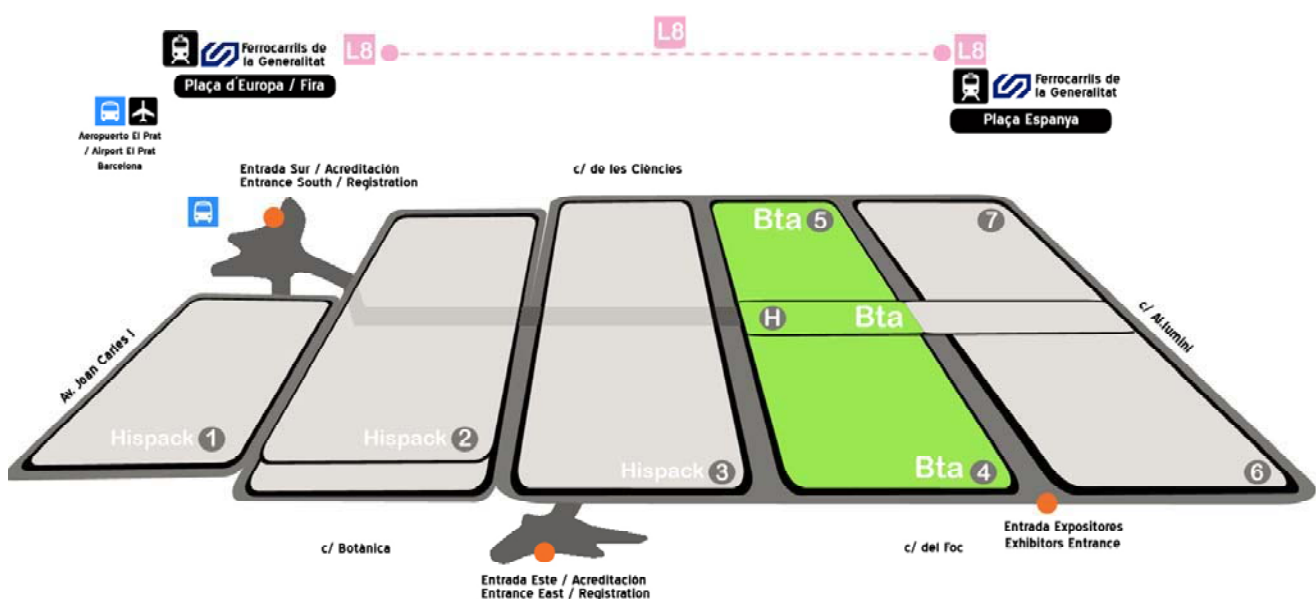 L8
Ferrocarrils de
la Generalitat
L8
L8
Plaça d'Europa / Fira
Ferrocarrils de
la Generalitat
Plaça Espanya
Aeropuerto El Prat
/ Airport El Prat
Barcelona
Entrada Sur / Acreditación
Entrance South / Registration
c/ de les Ciències
Bta 5
7
H Bta
c/ Al.lumini
Av. Joan Carles I
Hispack 1
Hispack 2
Hispack 3
Bta 4
6
c/ Botànica
c/ del Foc
Entrada Expositores
Exhibitors Entrance
Entrada Este / Acreditación
Entrance East / Registration